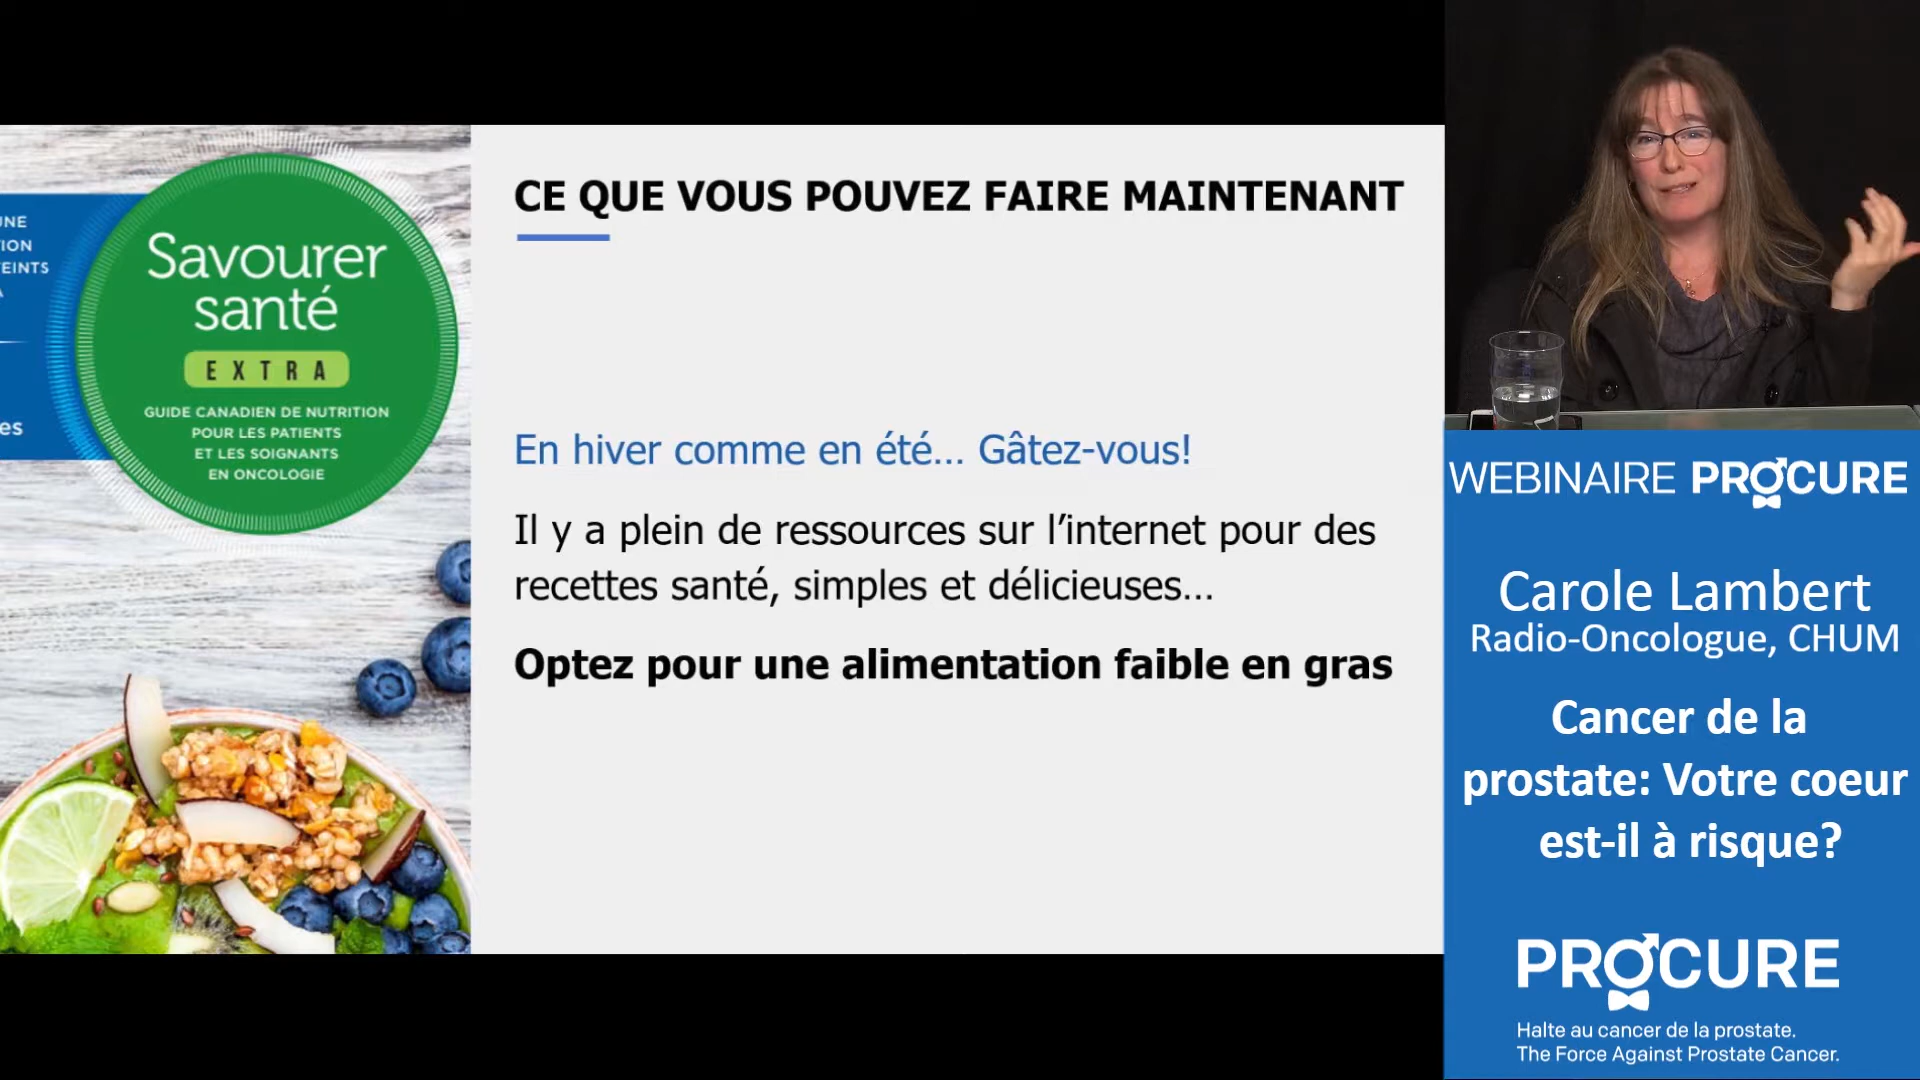 UNE
ION
EINTS
A
es
Savourer
santé
EXTRA
GUIDE CANADIEN DE NUTRITION
POUR LES PATIENTS
ET LES SOIGNANTS
EN ONCOLOGIE
CE QUE VOUS POUVEZ FAIRE MAINTENANT
En hiver comme en été... Gâtez-vous!
Il y a plein de ressources sur l’internet pour des
recettes santé, simples et délicieuses...
Optez pour une alimentation faible en gras
WEBINAIRE PROCURE
Carole Lambert
Radio-Oncologue, CHUM
Cancer de la
prostate: Votre coeur
est-il à risque?
PROCURE
Halte au cancer de la prostate.
The Force Against Prostate Cancer.